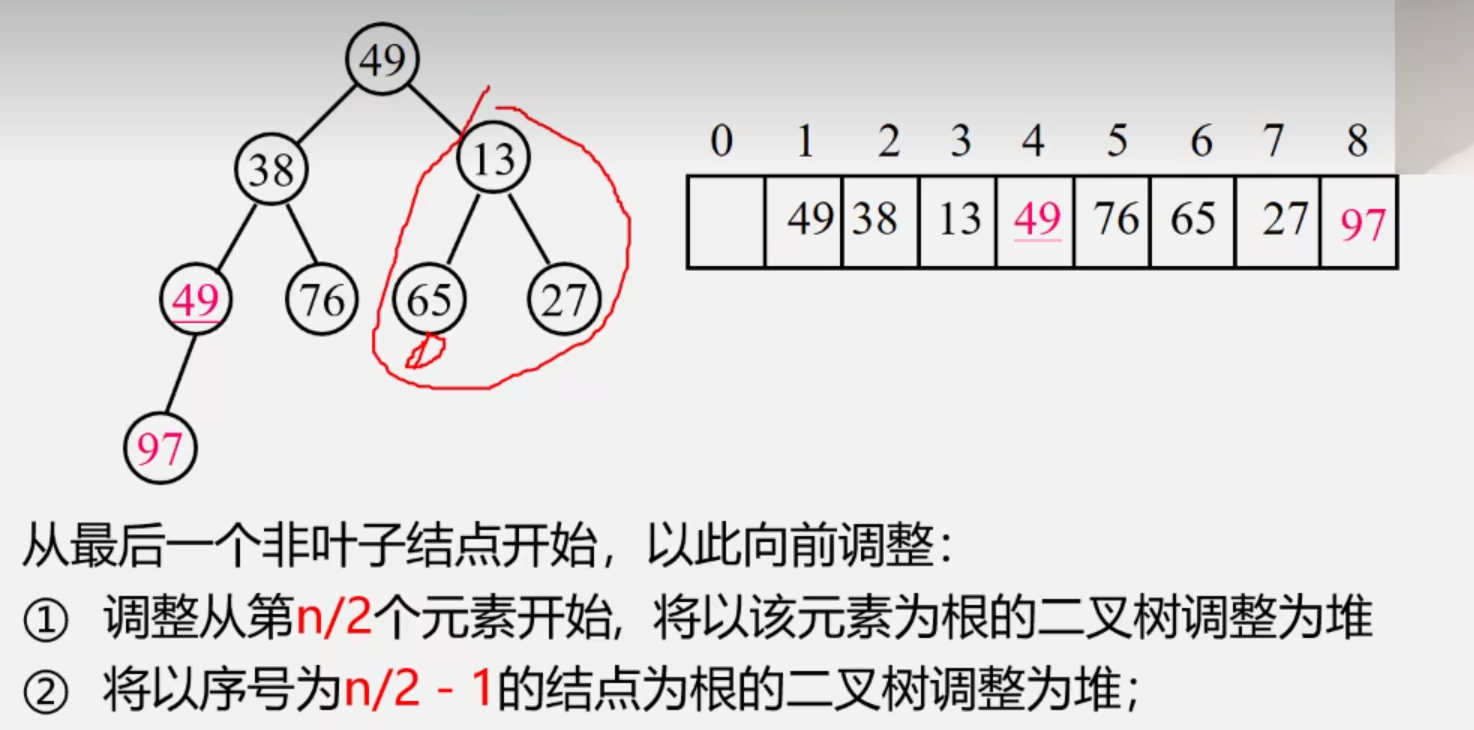 49
0 1 2 3 4 5 6 7 8
38 13
49 38 13 49 76 65 27 97
49 76 65 27
97
从最后一个非叶子结点开始，以此向前调整：
① 调整从第n/2个元素开始，将以该元素为根的二叉树调整为堆
② 将以序号为n/2 - 1的结点为根的二叉树调整为堆；